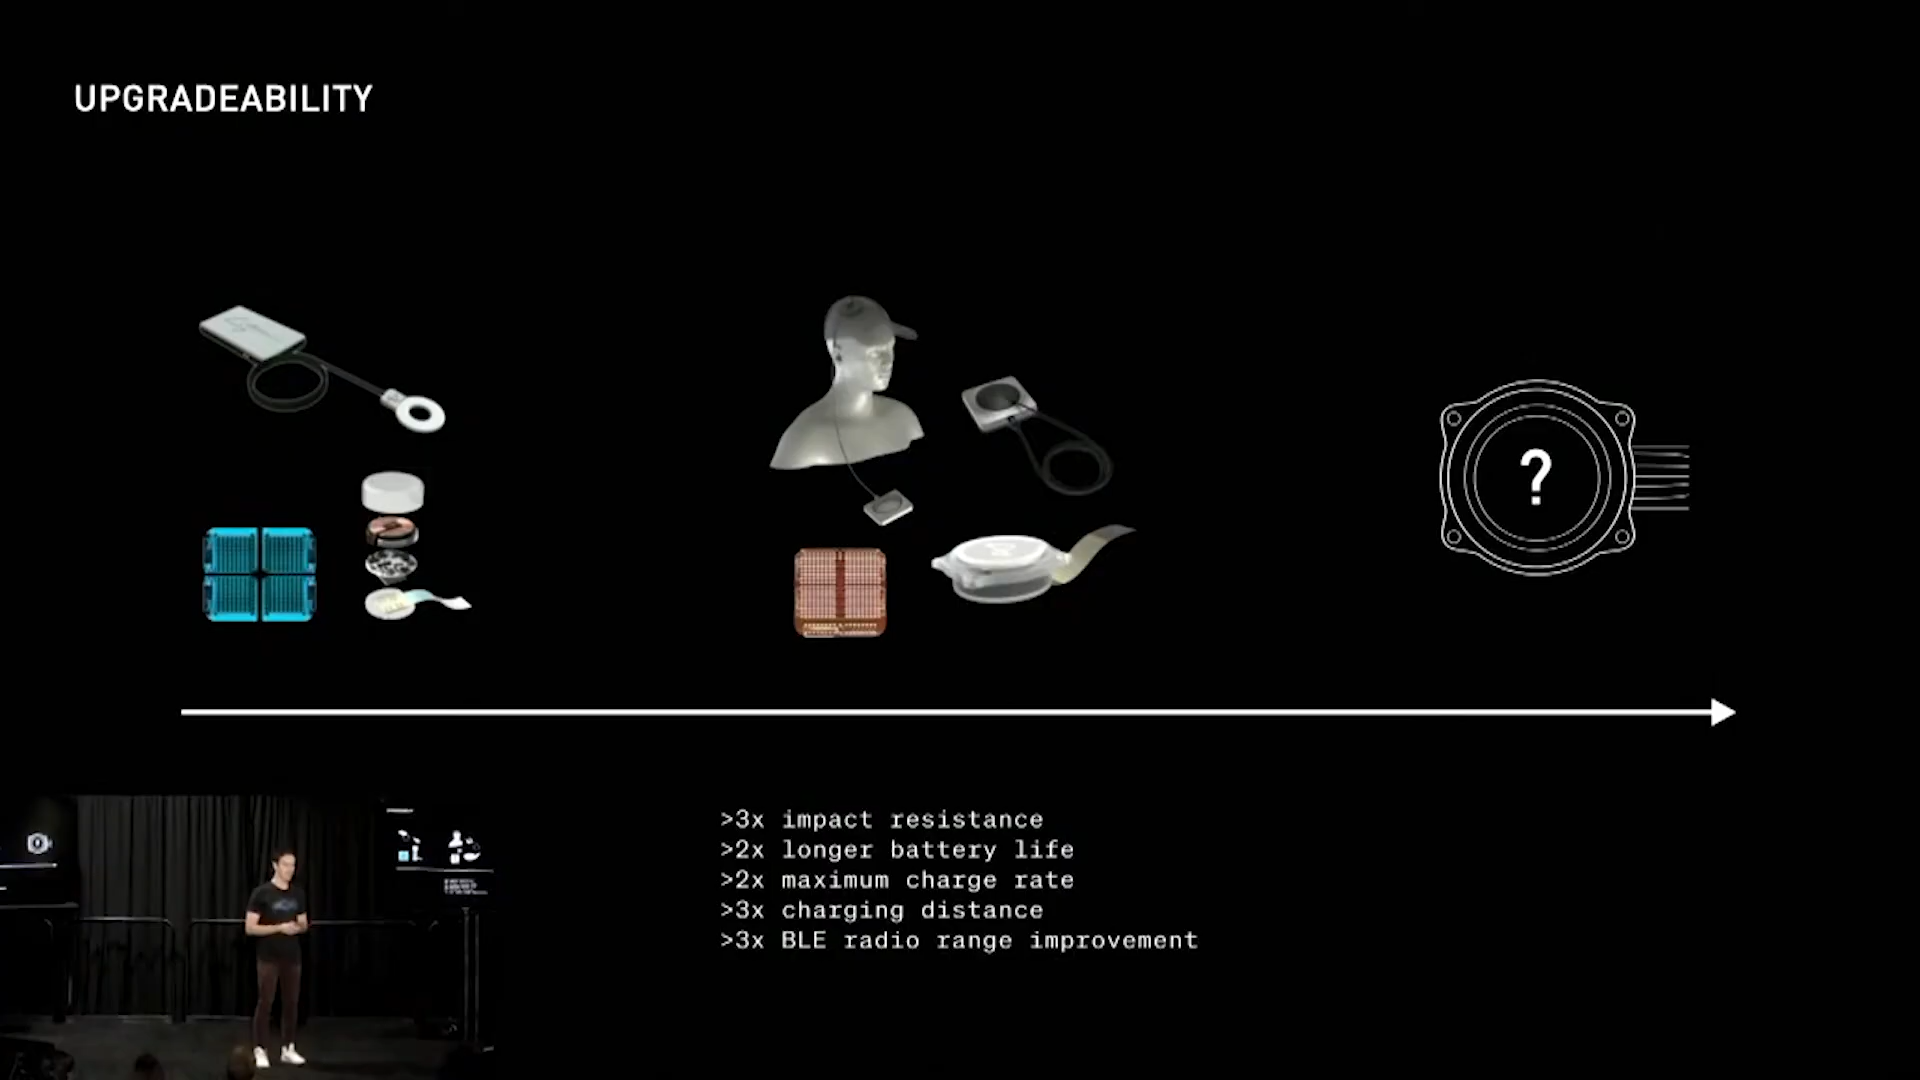 UPGRADEABILITY
?
>3x impact resistance
>2x longer battery life
>2x maximum charge rate
>3x charging distance
>3x BLE radio range improvement